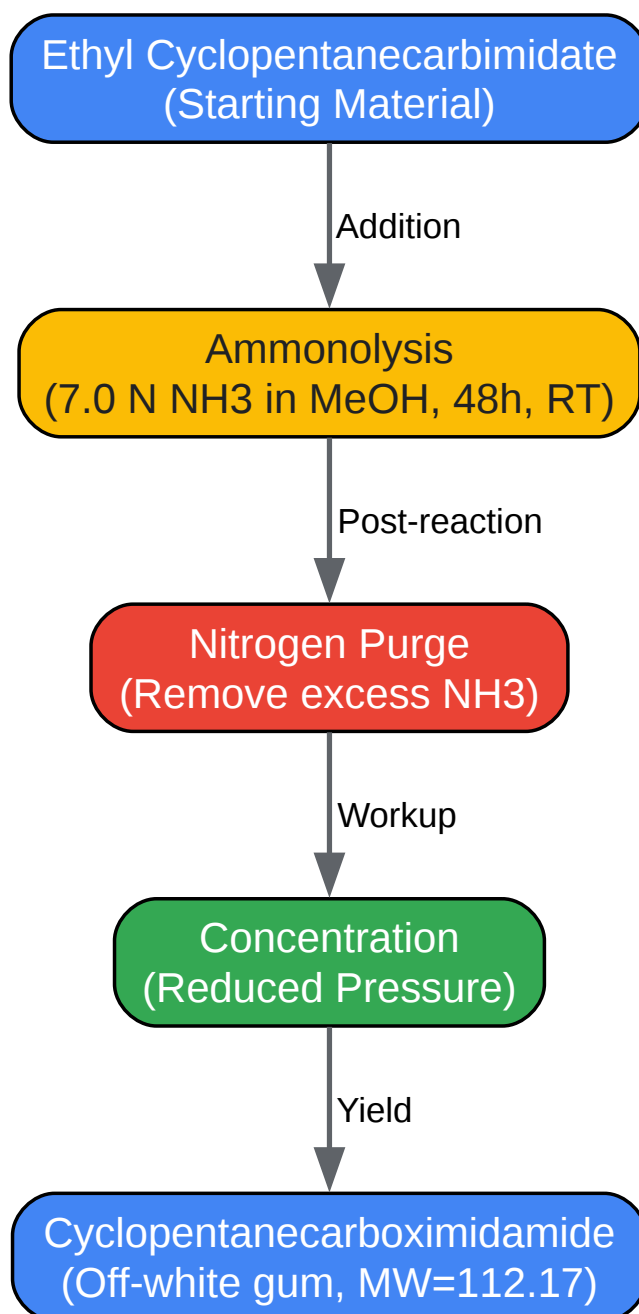 Ethyl Cyclopentanecarbimidate
(Starting Material)
Addition
Ammonolysis
(7.0 N NH3 in MeOH, 48h, RT)
Post-reaction
Nitrogen Purge
(Remove excess NH3)
Workup
Concentration
(Reduced Pressure)
Yield
Cyclopentanecarboximidamide
(Off-white gum, MW=112.17)